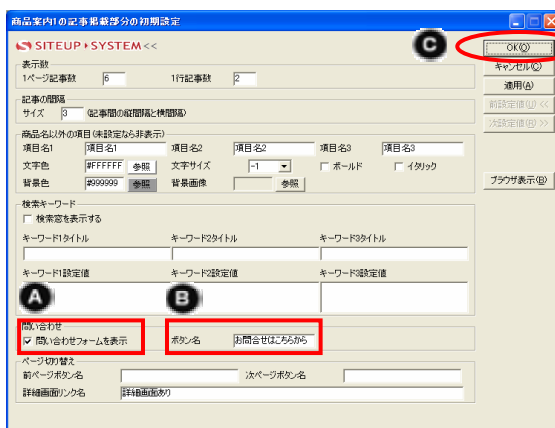 商品案内1の記事掲載部分の初期設定
SITEUP SYSTEM<<
C
OK(O)
キャンセル(C)
適用(A)
前設定値(U) <<
次設定値(R) >>
ブラウザ表示(B)
表示数
1ページ記事数 6 1行記事数 2
記事の間隔
サイズ 3 (記事間の縦間隔と横間隔)
商品名以外の項目(未設定なら非表示)
項目名1 項目名1 項目名2 項目名2 項目名3 項目名3
文字色 #FFFFFF 参照 文字サイズ -1 ボールド イタリック
背景色 #999999 参照 背景画像 参照
検索キーワード
検索窓を表示する
キーワード1タイトル キーワード2タイトル キーワード3タイトル
キーワード1設定値 キーワード2設定値 キーワード3設定値
A B
問い合わせ
問い合わせフォームを表示 ボタン名 お問合せはこちらから
ページ切り替え
前ページボタン名 次ページボタン名
詳細画面リンク名 詳細画面あり